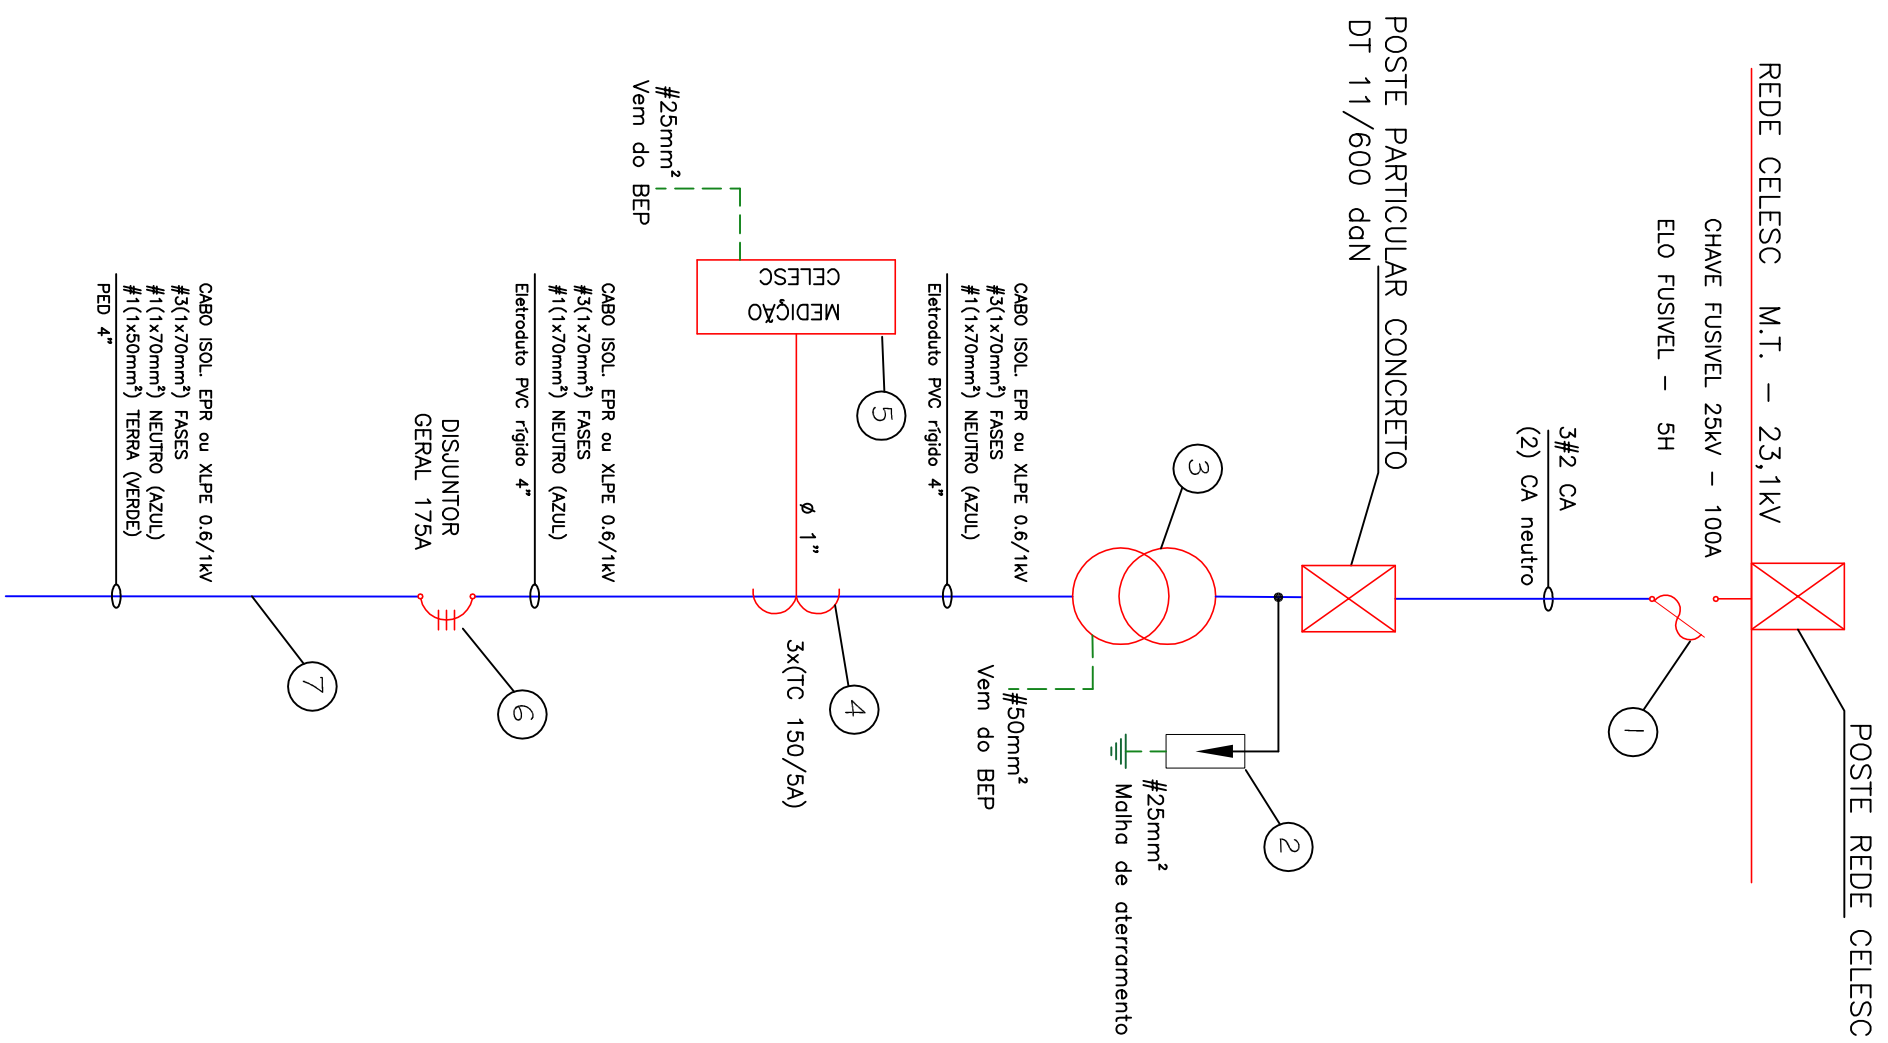 POSTE REDE CELESC
REDE CELESC M.T. - 23,1kV
CHAVE FUSIVEL 25kV - 100A
ELO FUSIVEL - 5H
1
3#2 CA
(2) CA neutro
POSTE PARTICULAR CONCRETO
DT 11/600 daN
2
#25mm²
Malha de aterramento
3
#50mm²
Vem do BEP
CABO ISOL. EPR ou XLPE 0.6/1kV
#3(1x70mm²) FASES
#1(1x70mm²) NEUTRO (AZUL)
Eletroduto PVC rígido 4"
5
MEDIÇÃO
CELESC
ø 1"
4
3x(TC 150/5A)
#25mm²
Vem do BEP
CABO ISOL. EPR ou XLPE 0.6/1kV
#3(1x70mm²) FASES
#1(1x70mm²) NEUTRO (AZUL)
Eletroduto PVC rígido 4"
DISJUNTOR
GERAL 175A
6
7
CABO ISOL. EPR ou XLPE 0.6/1kV
#3(1x70mm²) FASES
#1(1x70mm²) NEUTRO (AZUL)
#1(1x50mm²) TERRA (VERDE)
PED 4"